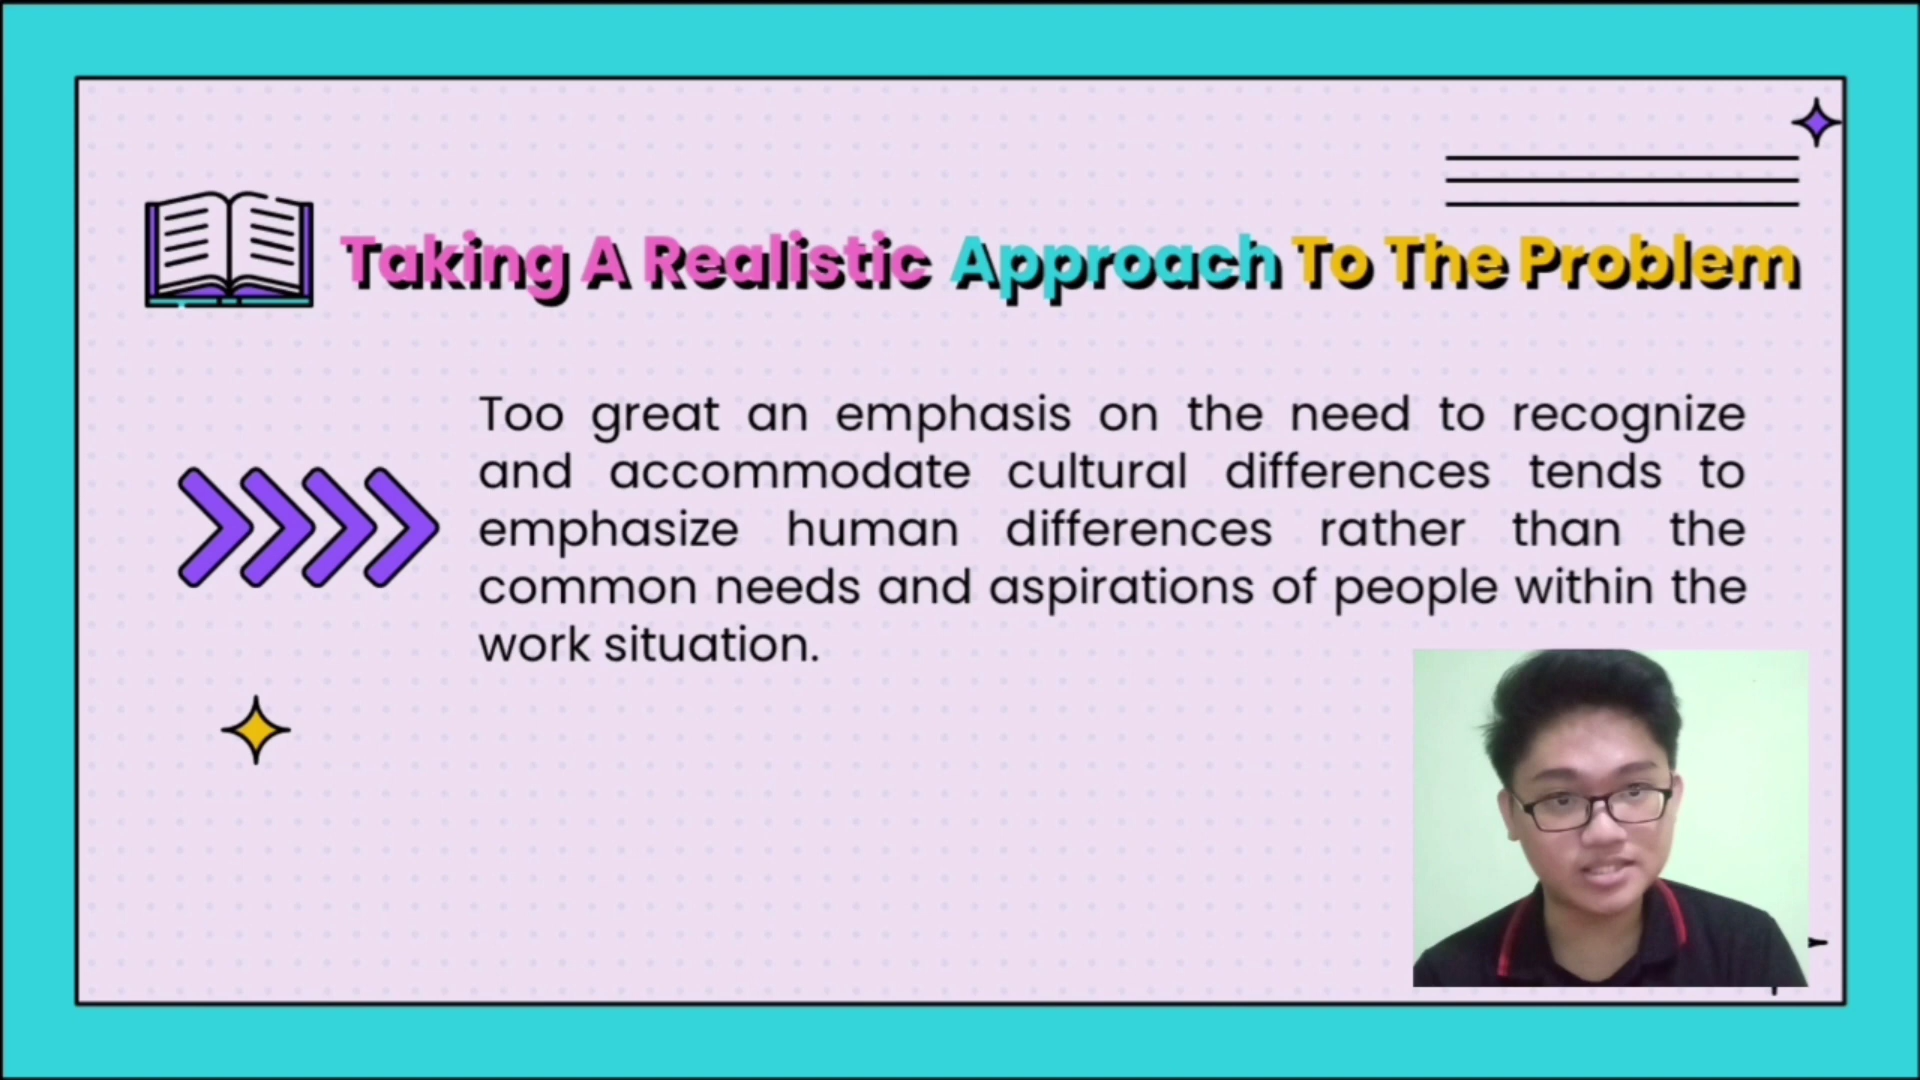 Taking A Realistic Approach To The Problem
Too great an emphasis on the need to recognize
and accommodate cultural differences tends to
emphasize human differences rather than the
common needs and aspirations of people within the
work situation.